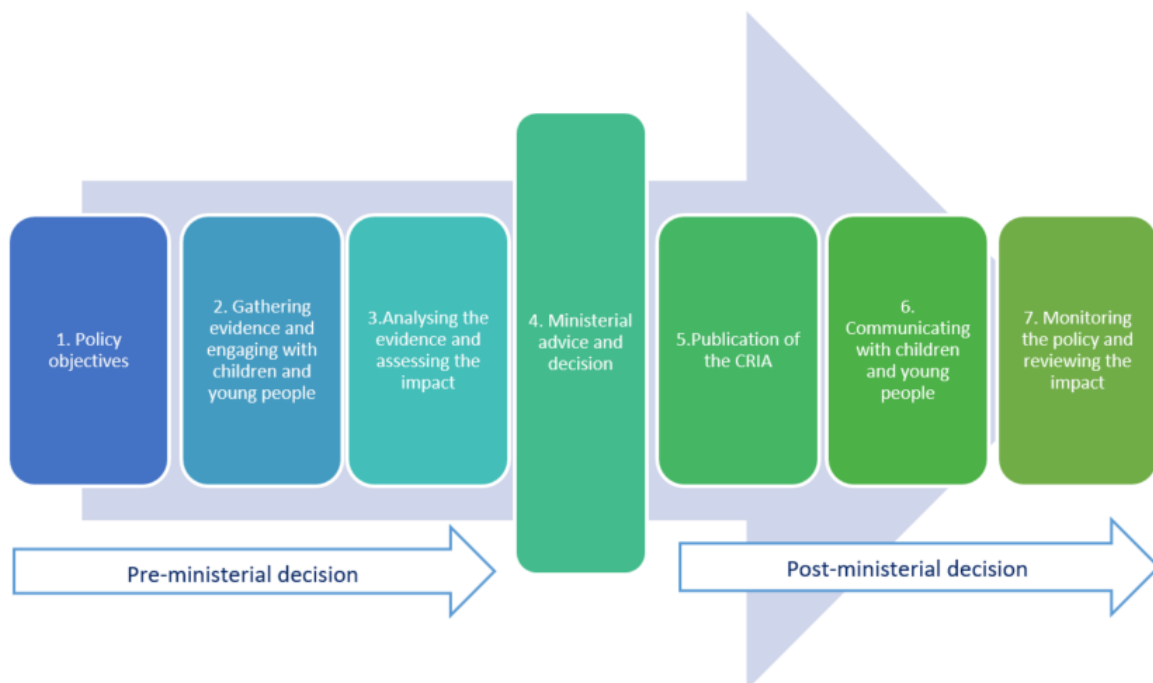 1. Policy
objectives
2. Gathering
evidence and
engaging with
children and
young people
3.Analysing the
evidence and
assessing the
impact
4. Ministerial
advice and
decision
5.Publication of
the CRIA
6.
Communicating
with children
and young
people
7. Monitoring
the policy and
reviewing the
impact
Pre-ministerial decision
Post-ministerial decision